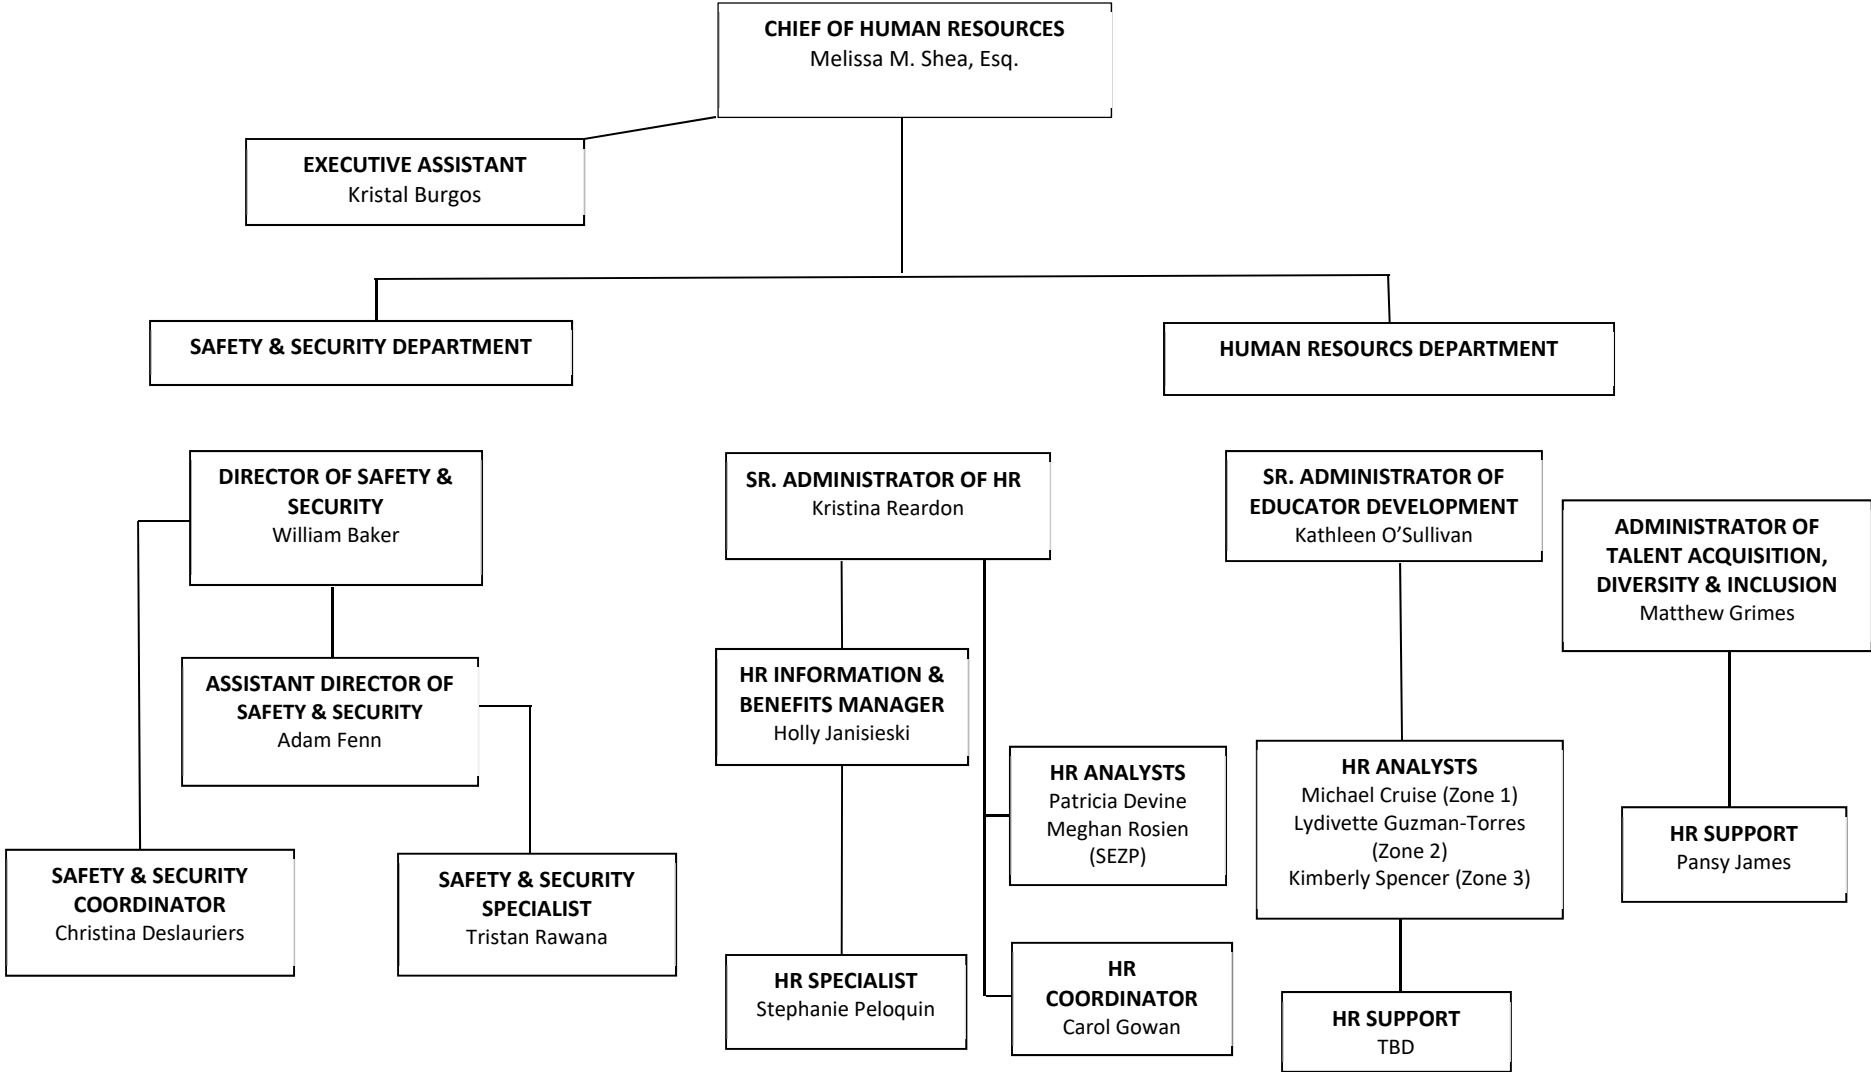 CHIEF OF HUMAN RESOURCES
Melissa M. Shea, Esq.
EXECUTIVE ASSISTANT
Kristal Burgos
SAFETY & SECURITY DEPARTMENT
HUMAN RESOURCS DEPARTMENT
DIRECTOR OF SAFETY &
SECURITY
William Baker
SR. ADMINISTRATOR OF HR
Kristina Reardon
SR. ADMINISTRATOR OF
EDUCATOR DEVELOPMENT
Kathleen O’Sullivan
ADMINISTRATOR OF
TALENT ACQUISITION,
DIVERSITY & INCLUSION
Matthew Grimes
ASSISTANT DIRECTOR OF
SAFETY & SECURITY
Adam Fenn
HR INFORMATION &
BENEFITS MANAGER
Holly Janisieski
HR ANALYSTS
Patricia Devine
Meghan Rosien
(SEZP)
HR ANALYSTS
Michael Cruise (Zone 1)
Lydivette Guzman-Torres
(Zone 2)
Kimberly Spencer (Zone 3)
HR SUPPORT
Pansy James
SAFETY & SECURITY
COORDINATOR
Christina Deslauriers
SAFETY & SECURITY
SPECIALIST
Tristan Rawana
HR SPECIALIST
Stephanie Peloquin
HR
COORDINATOR
Carol Gowan
HR SUPPORT
TBD